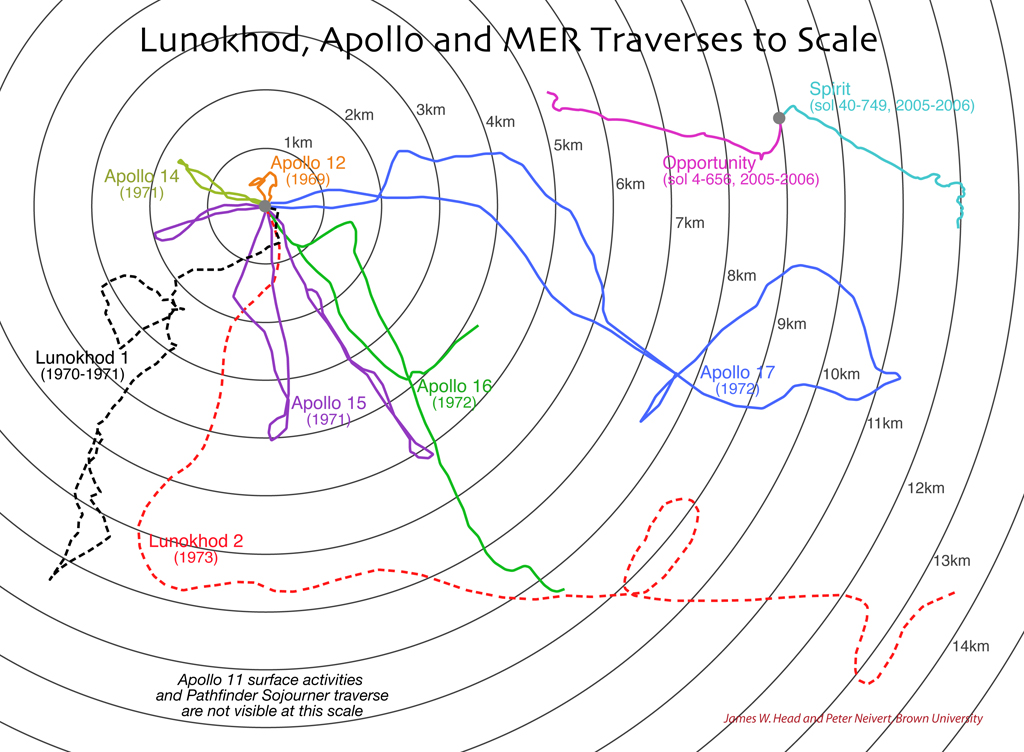 Lunokhod, Apollo and MER Traverses to Scale
Spirit
(sol 40-749, 2005-2006)
3km
2km
4km
1km
5km
Apollo 12
(1969)
Opportunity
(sol 4-656, 2005-2006)
Apollo 14
(1971)
6km
7km
8km
9km
Lunokhod 1
(1970-1971)
Apollo 17
(1972)
10km
Apollo 16
(1972)
Apollo 15
(1971)
11km
12km
Lunokhod 2
(1973)
13km
14km
Apollo 11 surface activities
and Pathfinder Sojourner traverse
are not visible at this scale
James W. Head and Peter Neivert, Brown University